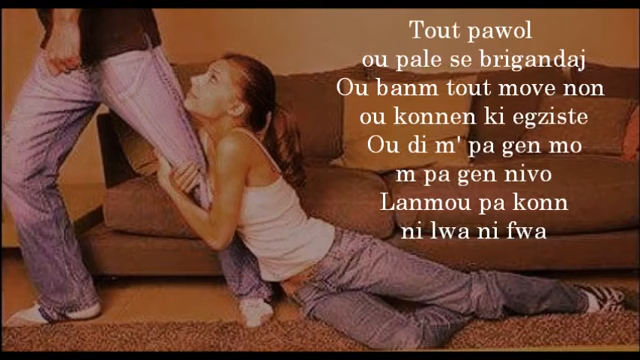 Tout pawol
ou pale se brigandaj
Ou banm tout move non
ou konnen ki egziste
Ou di m' pa gen mo
m pa gen nivo
Lanmou pa konn
ni lwa ni fwa